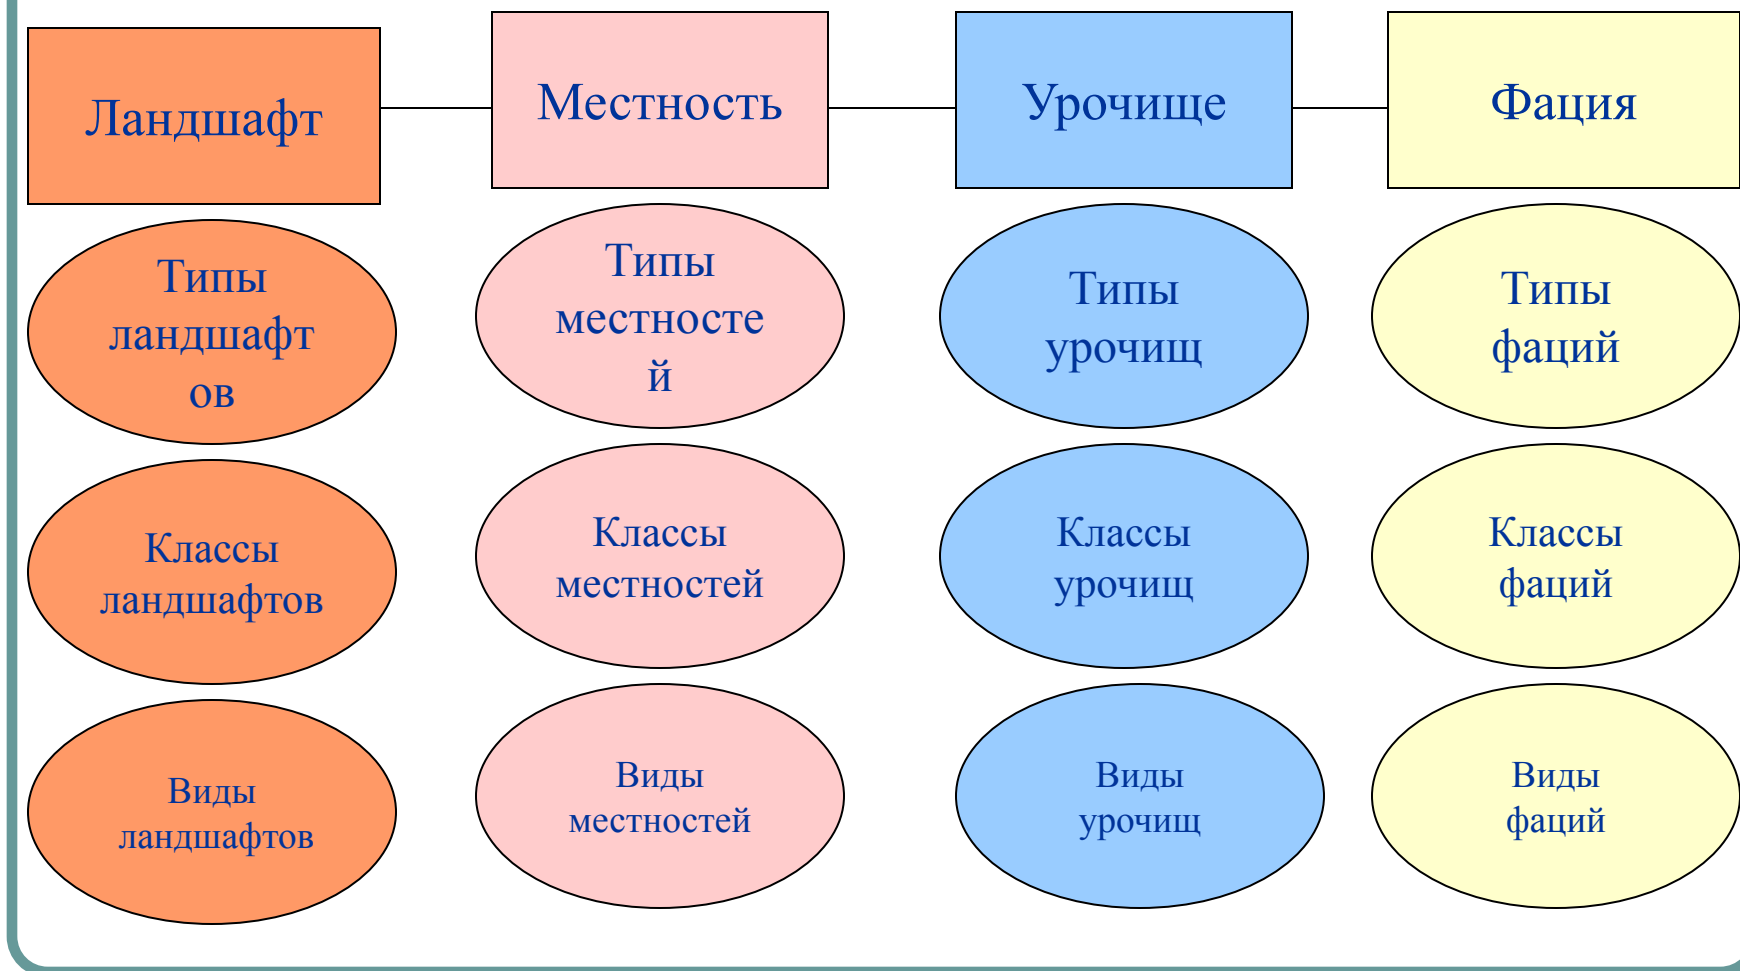 Ландшафт
Местность
Урочище
Фация
Типы
ландшафт
ов
Типы
местносте
й
Типы
урочищ
Типы
фаций
Классы
ландшафтов
Классы
местностей
Классы
урочищ
Классы
фаций
Виды
ландшафтов
Виды
местностей
Виды
урочищ
Виды
фаций